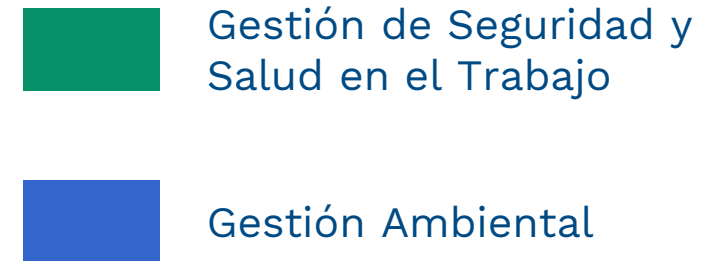 Gestión de Seguridad y
Salud en el Trabajo
Gestión Ambiental